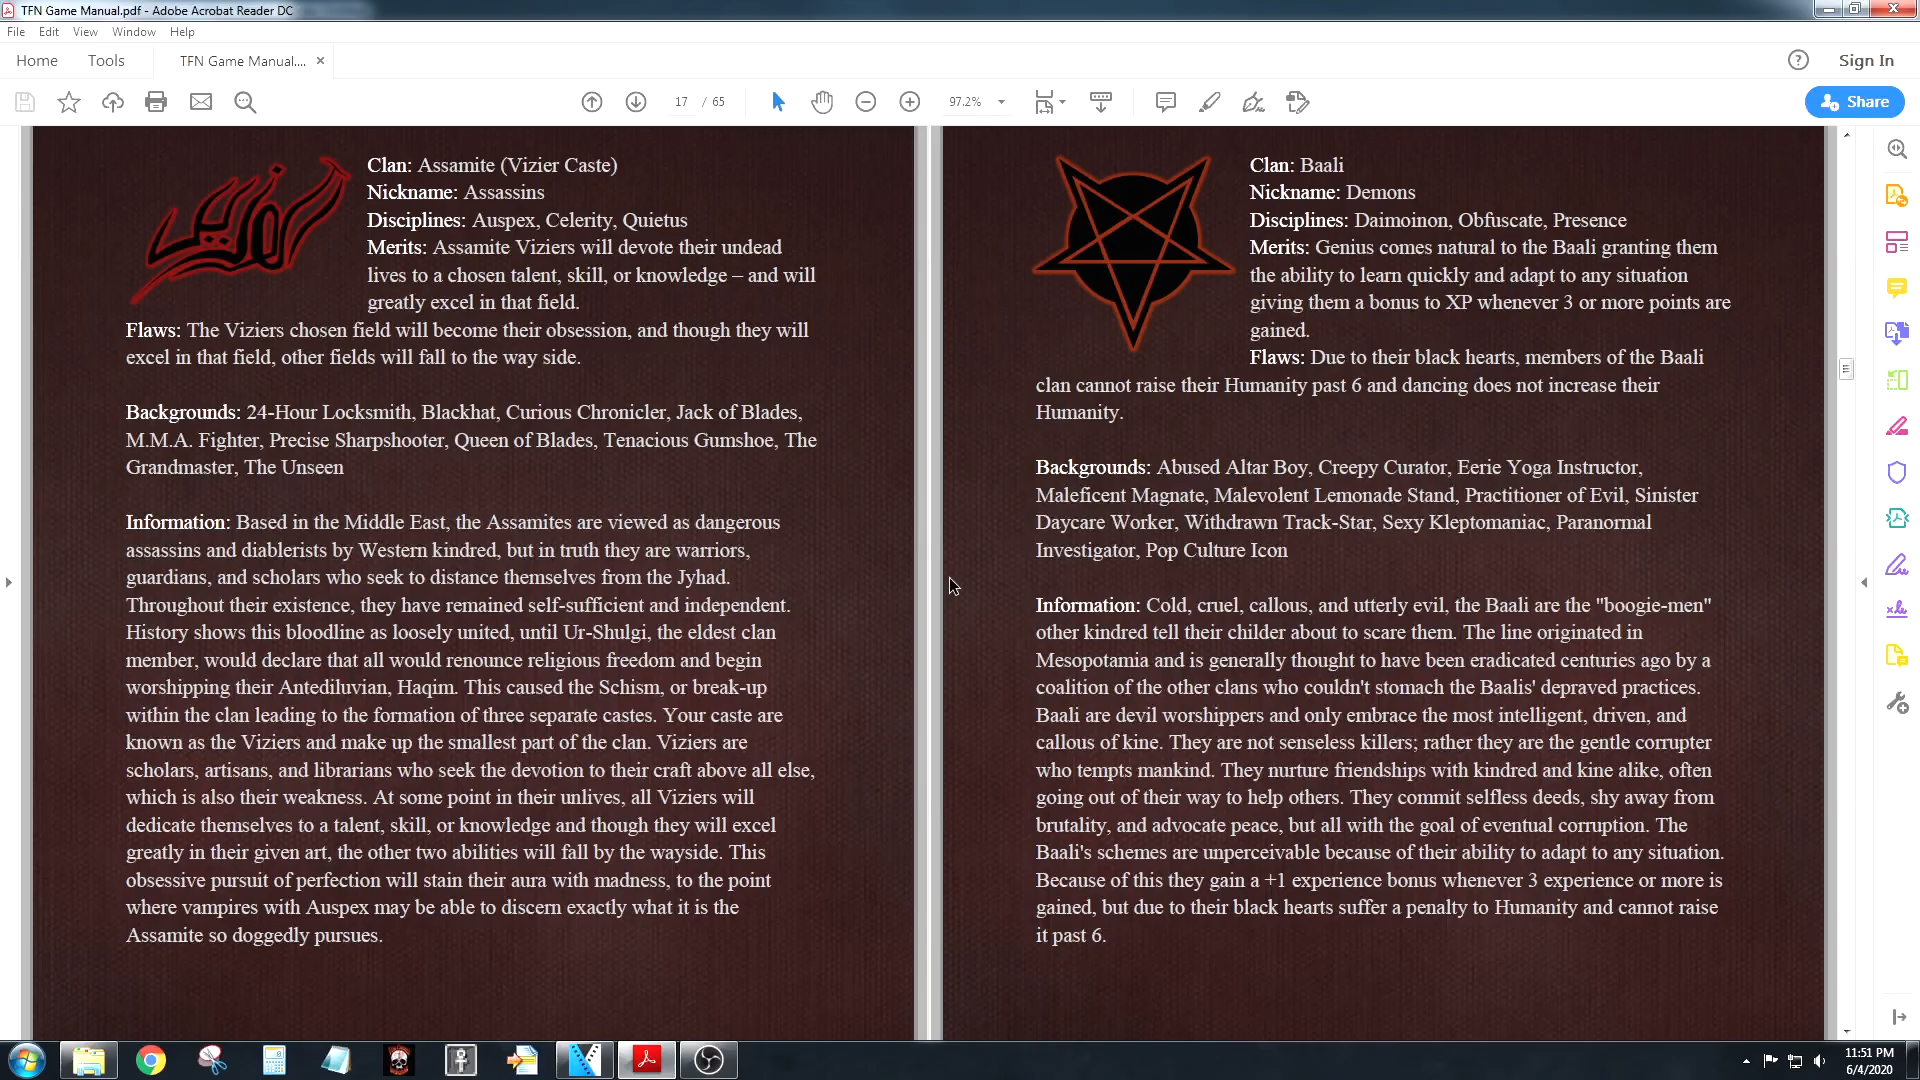 TFN Game Manual.pdf - Adobe Acrobat Reader DC
File Edit View Window Help
Home Tools TFN Game Manual.... × Sign In
17 / 65 97.2% Share
Clan: Assamite (Vizier Caste)
Nickname: Assassins
Disciplines: Auspex, Celerity, Quietus
Merits: Assamite Viziers will devote their undead
lives to a chosen talent, skill, or knowledge – and will
greatly excel in that field.
Flaws: The Viziers chosen field will become their obsession, and though they will
excel in that field, other fields will fall to the way side.
Backgrounds: 24-Hour Locksmith, Blackhat, Curious Chronicler, Jack of Blades,
M.M.A. Fighter, Precise Sharpshooter, Queen of Blades, Tenacious Gumshoe, The
Grandmaster, The Unseen
Information: Based in the Middle East, the Assamites are viewed as dangerous
assassins and diablerists by Western kindred, but in truth they are warriors,
guardians, and scholars who seek to distance themselves from the Jyhad.
Throughout their existence, they have remained self-sufficient and independent.
History shows this bloodline as loosely united, until Ur-Shulgi, the eldest clan
member, would declare that all would renounce religious freedom and begin
worshipping their Antediluvian, Haqim. This caused the Schism, or break-up
within the clan leading to the formation of three separate castes. Your caste are
known as the Viziers and make up the smallest part of the clan. Viziers are
scholars, artisans, and librarians who seek the devotion to their craft above all else,
which is also their weakness. At some point in their unlives, all Viziers will
dedicate themselves to a talent, skill, or knowledge and though they will excel
greatly in their given art, the other two abilities will fall by the wayside. This
obsessive pursuit of perfection will stain their aura with madness, to the point
where vampires with Auspex may be able to discern exactly what it is the
Assamite so doggedly pursues.
Clan: Baali
Nickname: Demons
Disciplines: Daimoinon, Obfuscate, Presence
Merits: Genius comes natural to the Baali granting them
the ability to learn quickly and adapt to any situation
giving them a bonus to XP whenever 3 or more points are
gained.
Flaws: Due to their black hearts, members of the Baali
clan cannot raise their Humanity past 6 and dancing does not increase their
Humanity.
Backgrounds: Abused Altar Boy, Creepy Curator, Eerie Yoga Instructor,
Maleficent Magnate, Malevolent Lemonade Stand, Practitioner of Evil, Sinister
Daycare Worker, Withdrawn Track-Star, Sexy Kleptomaniac, Paranormal
Investigator, Pop Culture Icon
Information: Cold, cruel, callous, and utterly evil, the Baali are the "boogie-men"
other kindred tell their childer about to scare them. The line originated in
Mesopotamia and is generally thought to have been eradicated centuries ago by a
coalition of the other clans who couldn't stomach the Baalis' depraved practices.
Baali are devil worshippers and only embrace the most intelligent, driven, and
callous of kine. They are not senseless killers; rather they are the gentle corrupter
who tempts mankind. They nurture friendships with kindred and kine alike, often
going out of their way to help others. They commit selfless deeds, shy away from
brutality, and advocate peace, but all with the goal of eventual corruption. The
Baali's schemes are unperceivable because of their ability to adapt to any situation.
Because of this they gain a +1 experience bonus whenever 3 experience or more is
gained, but due to their black hearts suffer a penalty to Humanity and cannot raise
it past 6.
11:51 PM
6/4/2020